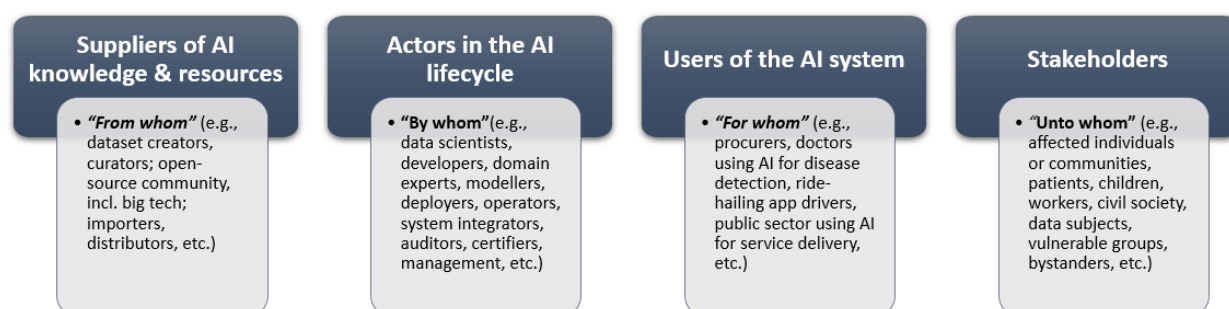 Suppliers of AI
knowledge & resources
• “From whom” (e.g.,
dataset creators,
curators; open-
source community,
incl. big tech;
importers,
distributors, etc.)
Actors in the AI
lifecycle
• “By whom”(e.g.,
data scientists,
developers, domain
experts, modellers,
deployers, operators,
system integrators,
auditors, certifiers,
management, etc.)
Users of the AI system
• “For whom” (e.g.,
procurers, doctors
using AI for disease
detection, ride-
hailing app drivers,
public sector using AI
for service delivery,
etc.)
Stakeholders
• “Unto whom” (e.g.,
affected individuals
or communities,
patients, children,
workers, civil society,
data subjects,
vulnerable groups,
bystanders, etc.)